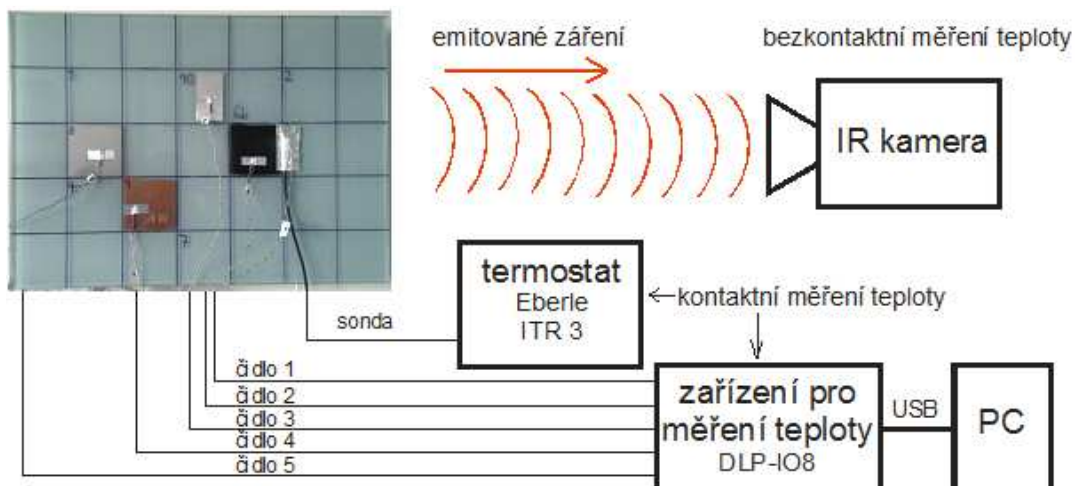 emitované záření
bezkontaktní měření teploty
IR kamera
termostat
Eberle
ITR 3
kontaktní měření teploty
sonda
čidlo 1
čidlo 2
čidlo 3
čidlo 4
čidlo 5
zařízení pro
měření teploty
DLP-IO8
USB
PC